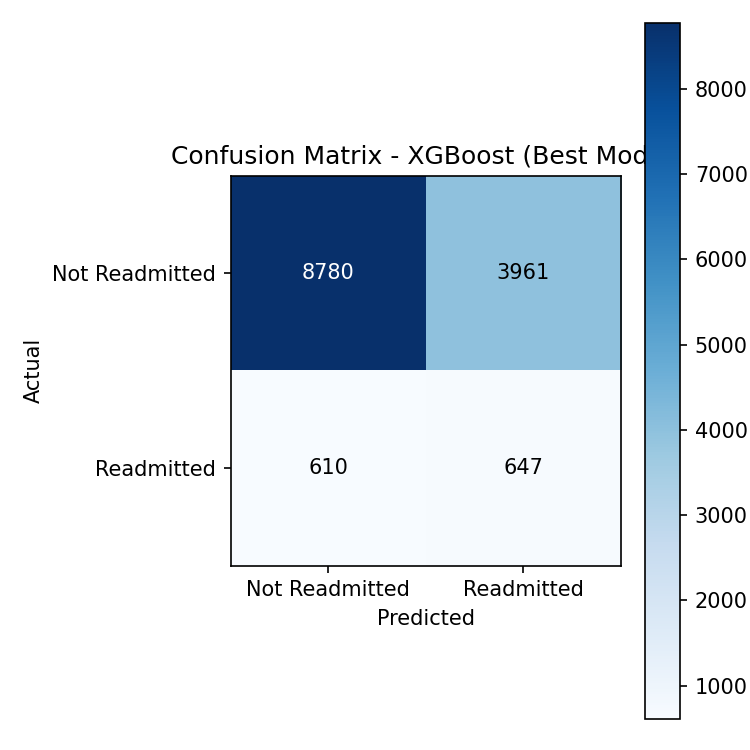 Confusion Matrix - XGBoost (Best Mod
8000
7000
6000
5000
4000
3000
2000
1000
Actual
Not Readmitted
8780
3961
Readmitted
610
647
Not Readmitted
Readmitted
Predicted